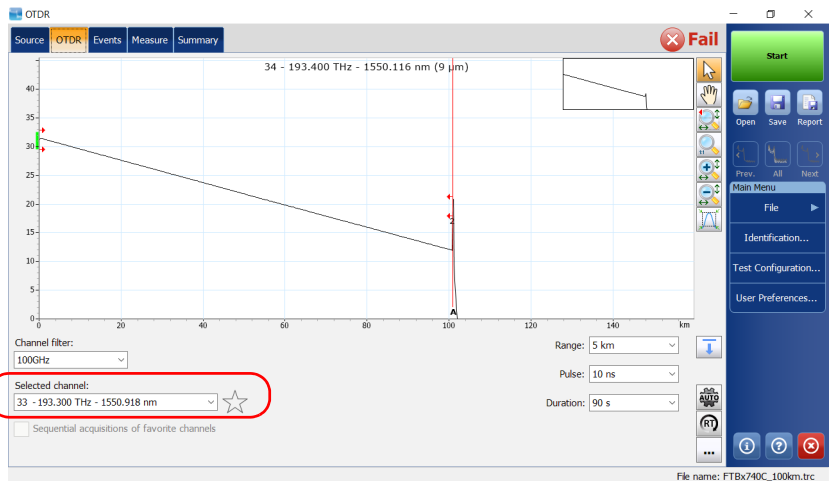 OTDR
Source OTDR Events Measure Summary
Fail
34 - 193.400 THz - 1550.116 nm (9 µm)
40
35
30
25
20
15
10
5
0
2
A
0 20 40 60 80 100 120 140 km
1:1
Channel filter:
100GHz
Selected channel:
33 - 193.300 THz - 1550.918 nm
Sequential acquisitions of favorite channels
Range: 5 km
Pulse: 10 ns
Duration: 90 s
AUTO
RT
...
Start
Open Save Report
Prev. All Next
Main Menu
File
Identification...
Test Configuration...
User Preferences...
File name: FTBx740C_100km.trc